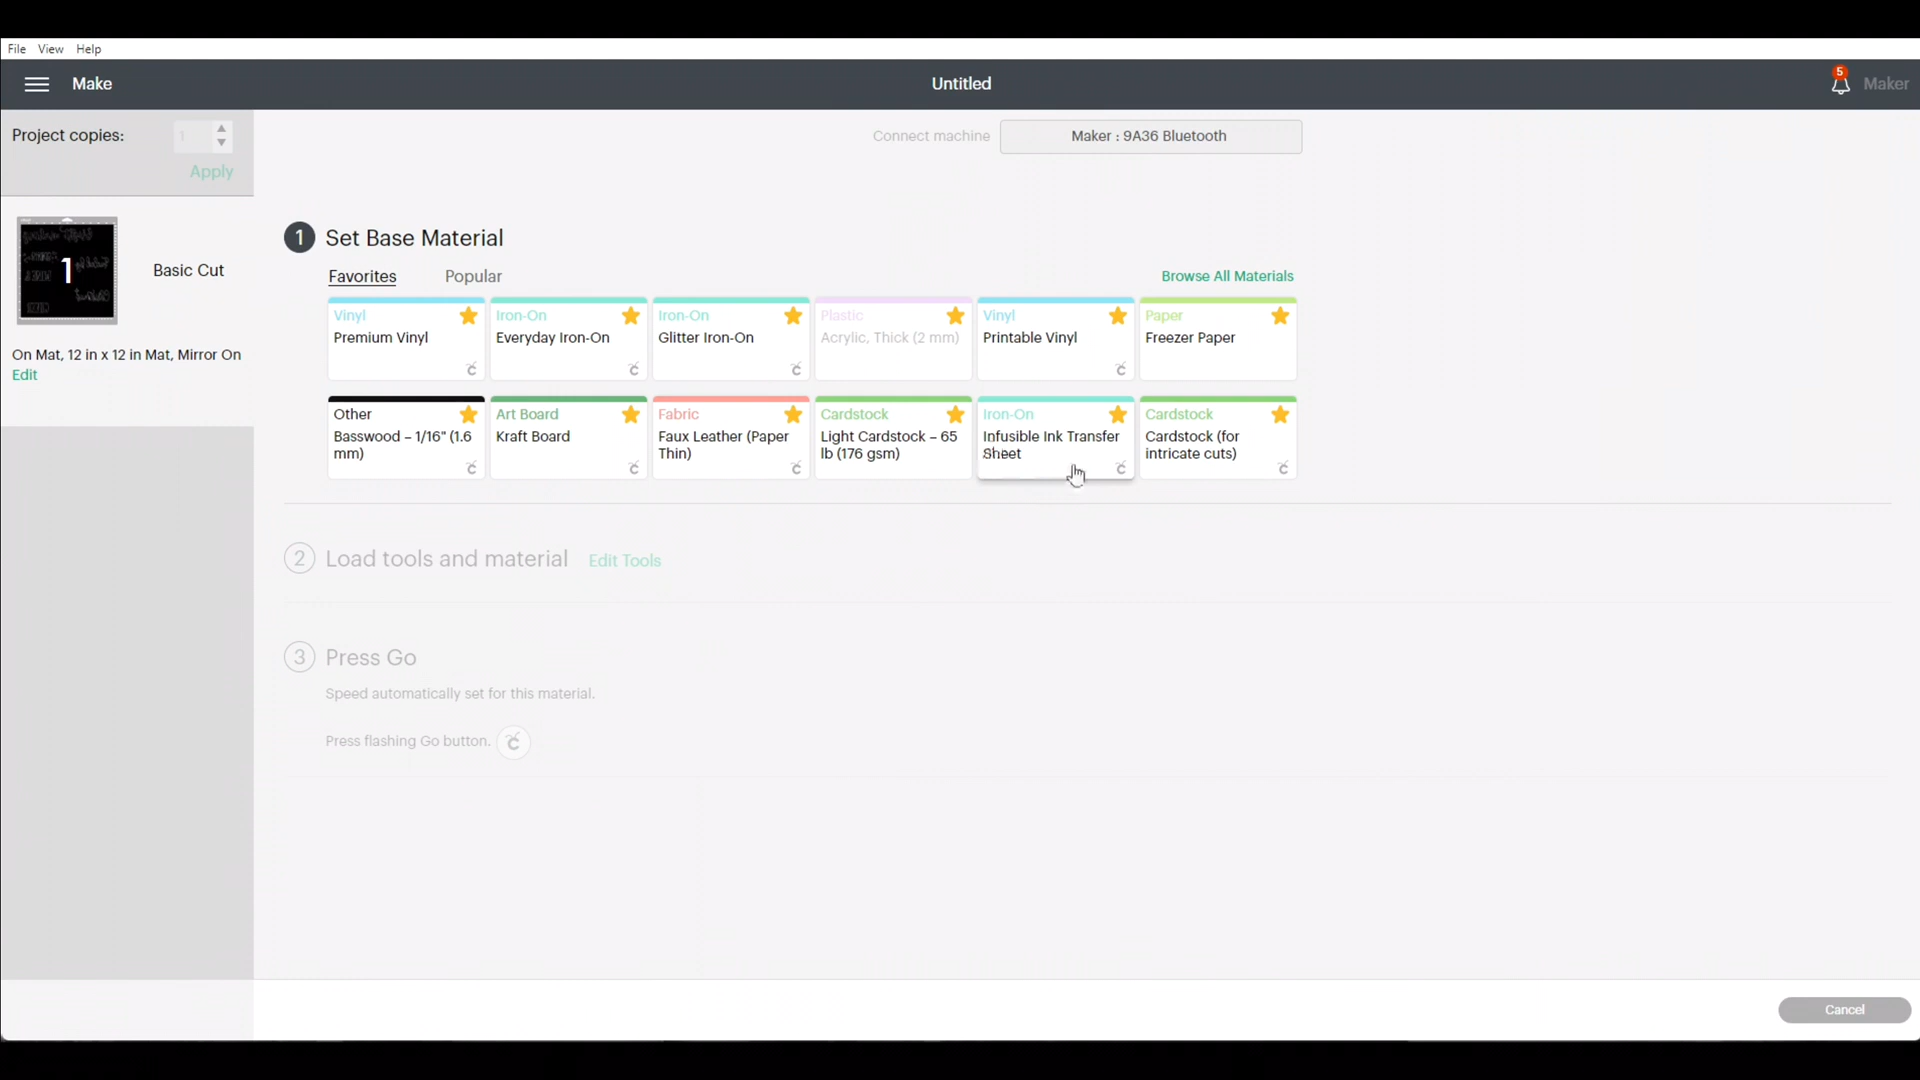 File View Help
Make
Untitled
5
Maker
Project copies: 1
Apply
Connect machine
Maker : 9A36 Bluetooth
1
Basic Cut
On Mat, 12 in x 12 in Mat, Mirror On
Edit
1 Set Base Material
Favorites Popular
Browse All Materials
Vinyl
Premium Vinyl
Iron-On
Everyday Iron-On
Iron-On
Glitter Iron-On
Plastic
Acrylic, Thick (2 mm)
Vinyl
Printable Vinyl
Paper
Freezer Paper
Other
Basswood – 1/16" (1.6
mm)
Art Board
Kraft Board
Fabric
Faux Leather (Paper
Thin)
Cardstock
Light Cardstock – 65
lb (176 gsm)
Iron-On
Infusible Ink Transfer
Sheet
Cardstock
Cardstock (for
intricate cuts)
2 Load tools and material Edit Tools
3 Press Go
Speed automatically set for this material.
Press flashing Go button.
Cancel